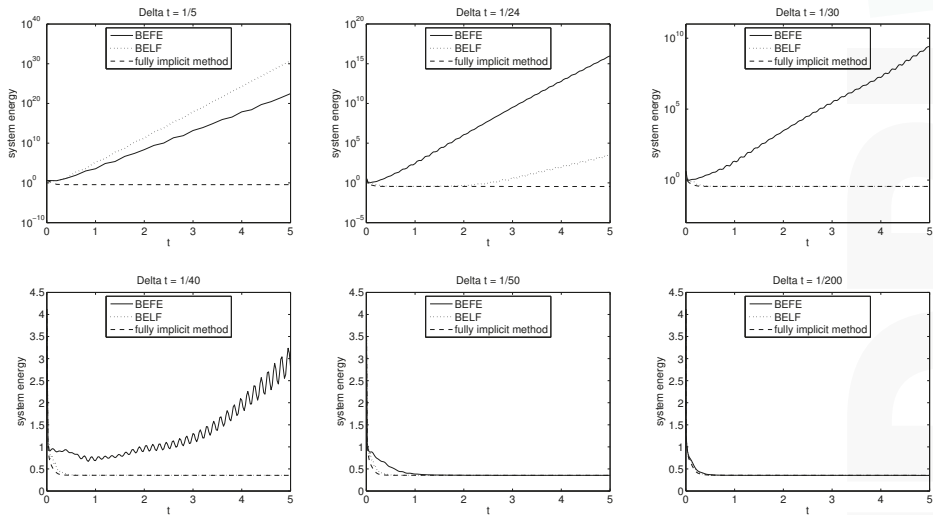 Delta t = 1/5
10^40
10^30
10^20
10^10
10^0
10^-10
system energy
BEFE
BELF
fully implicit method
0 1 2 3 4 5
t
Delta t = 1/24
10^20
10^15
10^10
10^5
10^0
10^-5
system energy
BEFE
BELF
fully implicit method
0 1 2 3 4 5
t
Delta t = 1/30
10^10
10^5
10^0
system energy
BEFE
BELF
fully implicit method
0 1 2 3 4 5
t
Delta t = 1/40
4.5
4
3.5
3
2.5
2
1.5
1
0.5
0
system energy
BEFE
BELF
fully implicit method
0 1 2 3 4 5
t
Delta t = 1/50
4.5
4
3.5
3
2.5
2
1.5
1
0.5
0
system energy
BEFE
BELF
fully implicit method
0 1 2 3 4 5
t
Delta t = 1/200
4.5
4
3.5
3
2.5
2
1.5
1
0.5
0
system energy
BEFE
BELF
fully implicit method
0 1 2 3 4 5
t